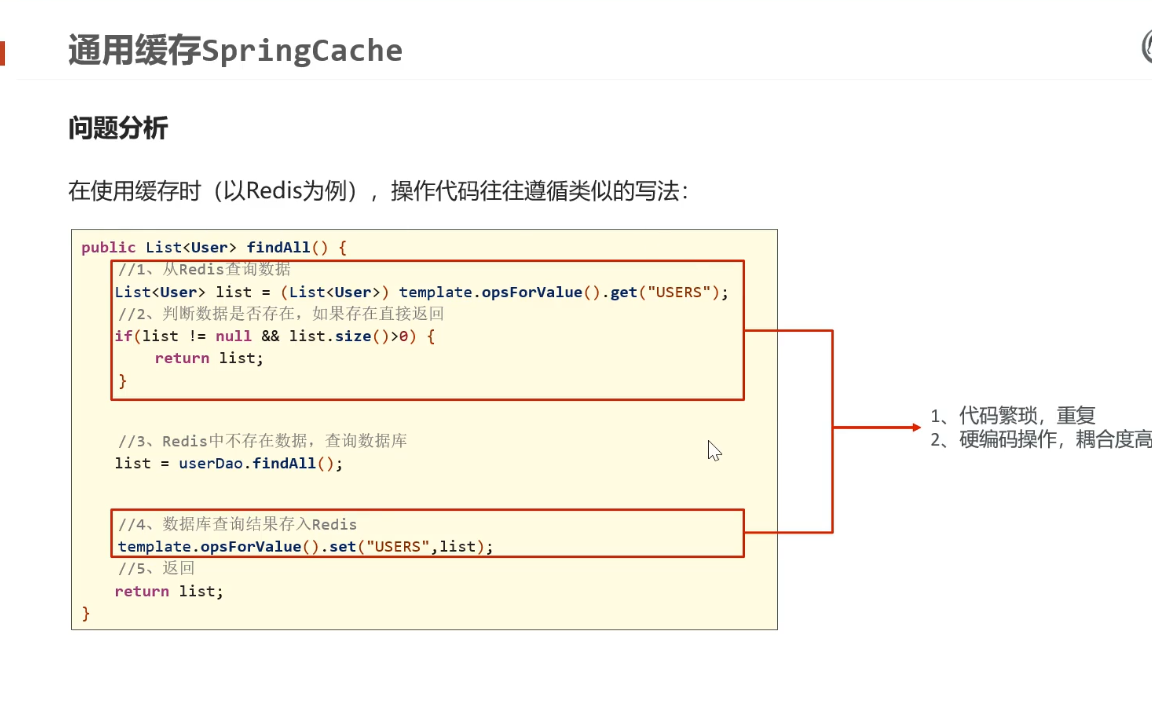 通用缓存SpringCache
问题分析
在使用缓存时（以Redis为例），操作代码往往遵循类似的写法：
public List<User> findAll() {
//1、从Redis查询数据
List<User> list = (List<User>) template.opsForValue().get("USERS");
//2、判断数据是否存在，如果存在直接返回
if(list != null && list.size()>0) {
return list;
}
//3、Redis中不存在数据，查询数据库
list = userDao.findAll();
//4、数据库查询结果存入Redis
template.opsForValue().set("USERS",list);
//5、返回
return list;
}
1、代码繁琐，重复
2、硬编码操作，耦合度高